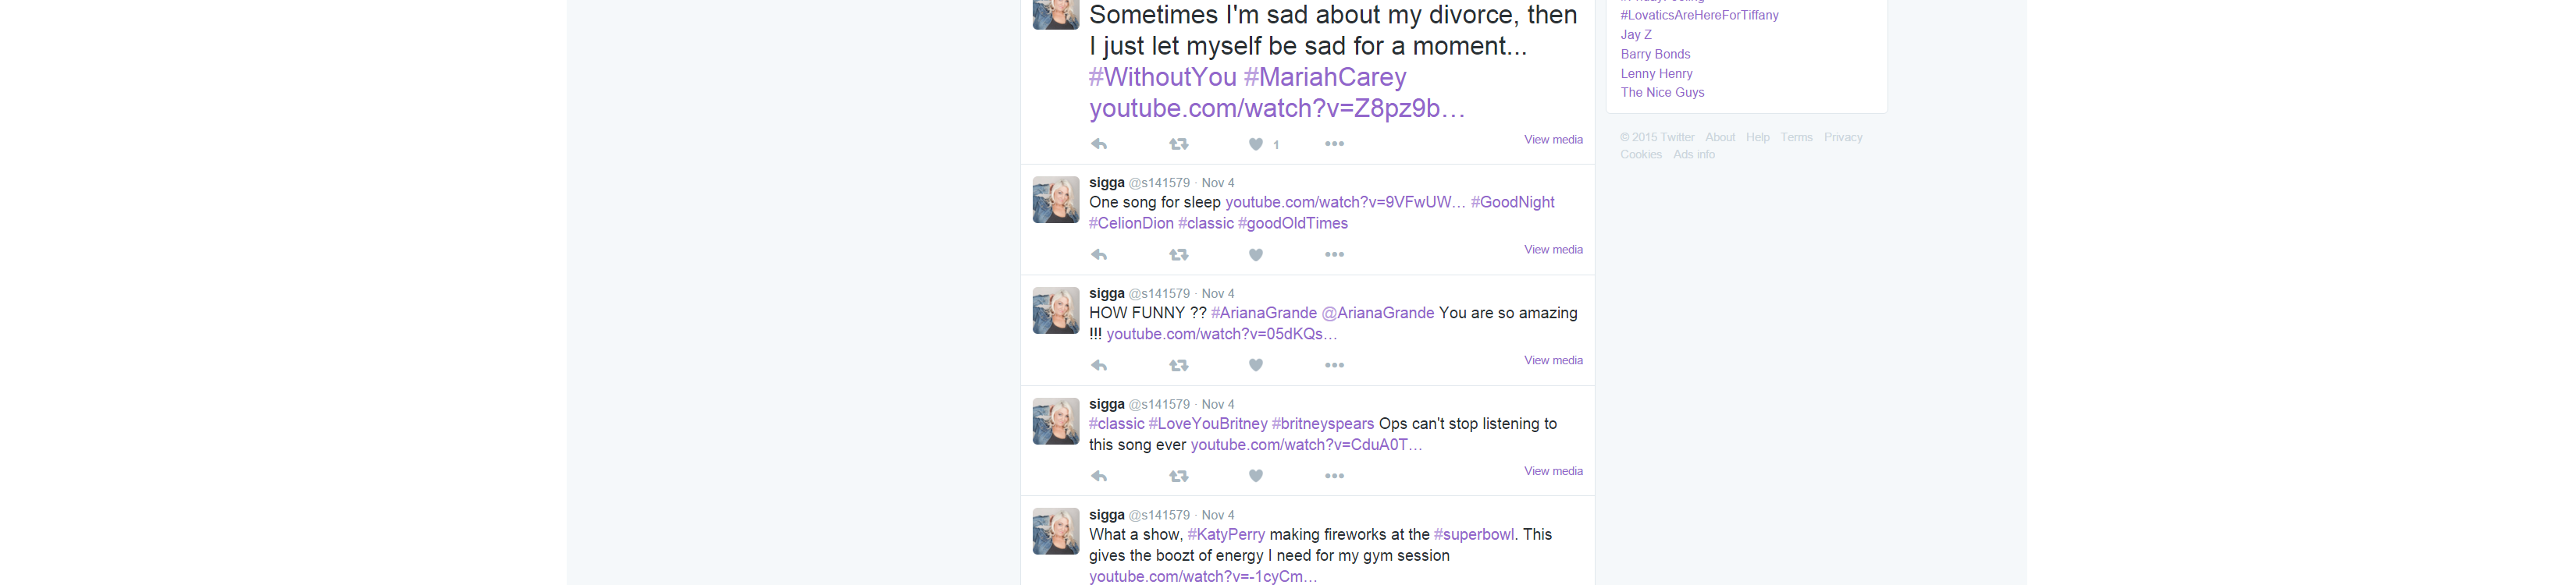 Sometimes I'm sad about my divorce, then
I just let myself be sad for a moment...
#WithoutYou #MariahCarey
youtube.com/watch?v=Z8pz9b…
1
View media
sigga @s141579 · Nov 4
One song for sleep youtube.com/watch?v=9VFwUW… #GoodNight
#CelionDion #classic #goodOldTimes
View media
sigga @s141579 · Nov 4
HOW FUNNY ?? #ArianaGrande @ArianaGrande You are so amazing
!!! youtube.com/watch?v=05dKQs…
View media
sigga @s141579 · Nov 4
#classic #LoveYouBritney #britneyspears Ops can't stop listening to
this song ever youtube.com/watch?v=CduA0T…
View media
sigga @s141579 · Nov 4
What a show, #KatyPerry making fireworks at the #superbowl. This
gives the boozt of energy I need for my gym session
youtube.com/watch?v=-1cyCm…
#LovaticsAreHereForTiffany
Jay Z
Barry Bonds
Lenny Henry
The Nice Guys
© 2015 Twitter About Help Terms Privacy
Cookies Ads info